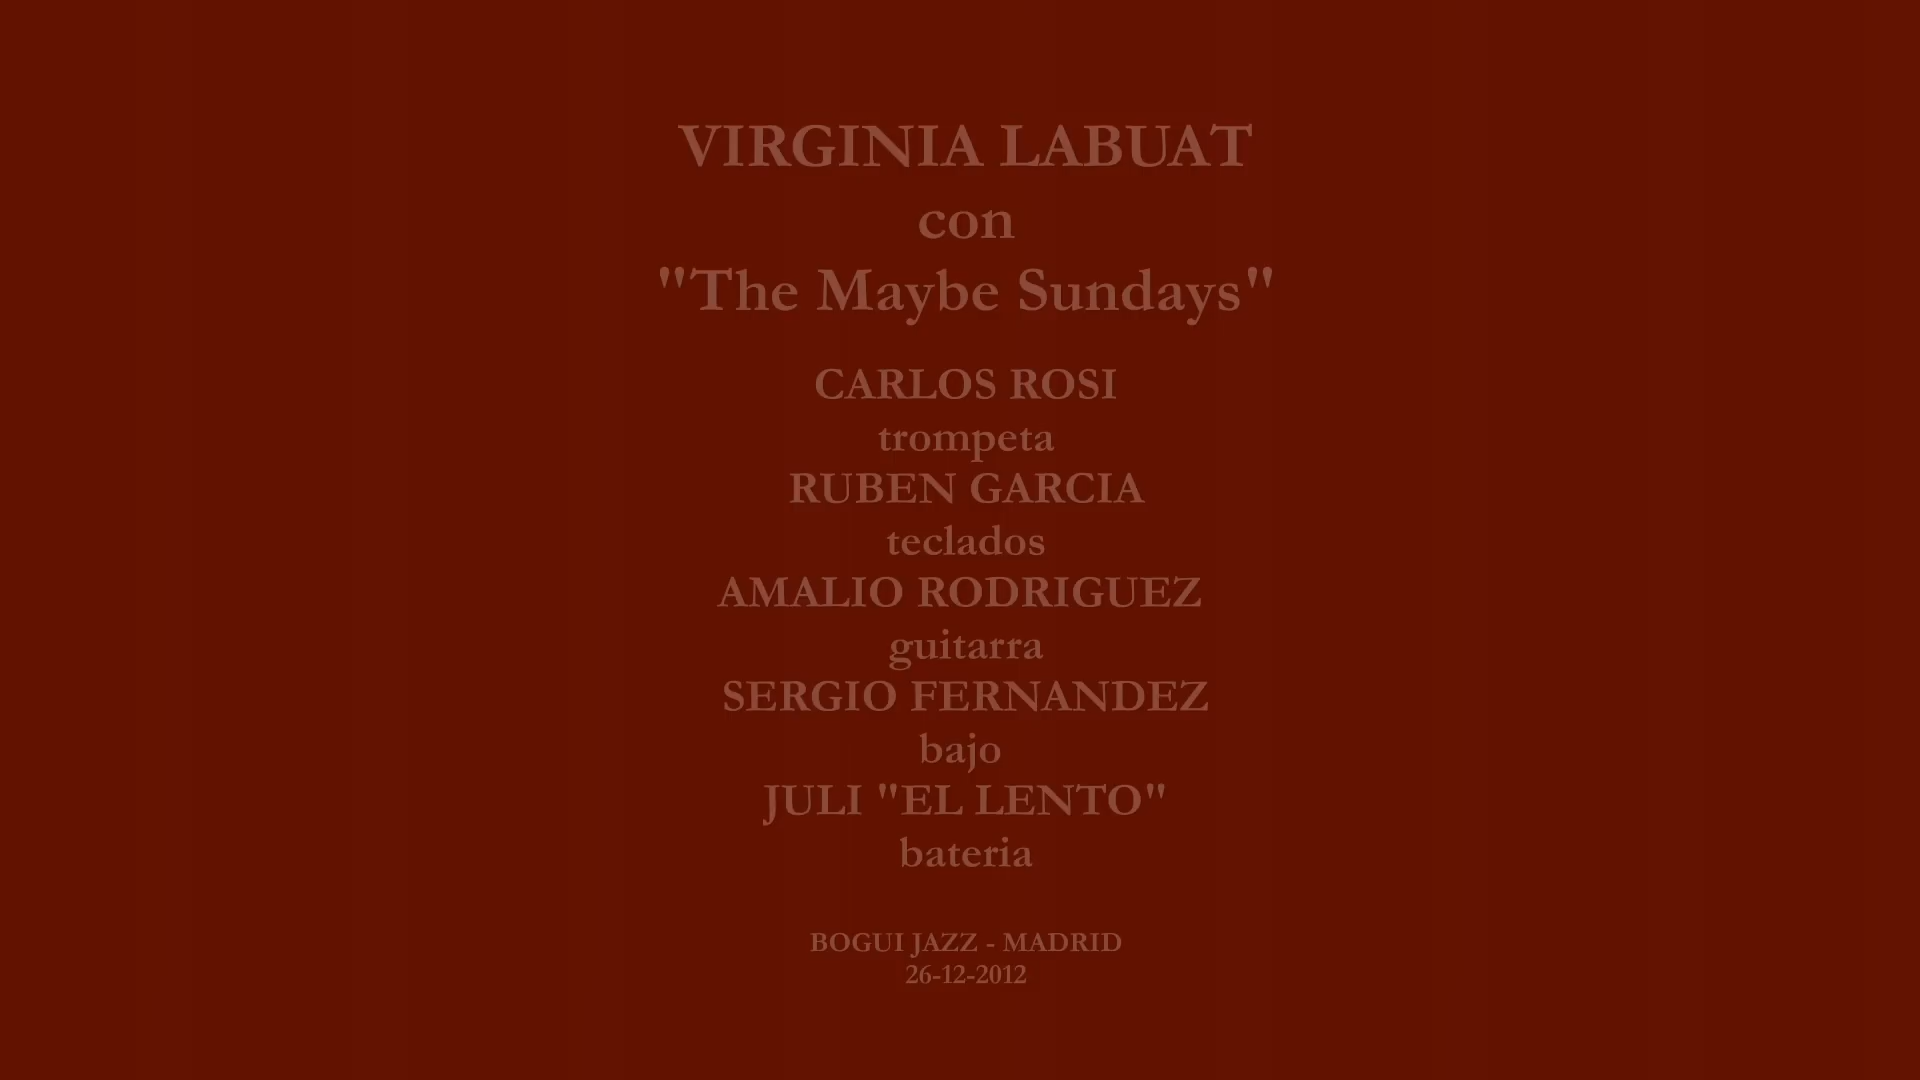 VIRGINIA LABUAT
con
"The Maybe Sundays"
CARLOS ROSI
trompeta
RUBEN GARCIA
teclados
AMALIO RODRIGUEZ
guitarra
SERGIO FERNANDEZ
bajo
JULI "EL LENTO"
bateria
BOGUI JAZZ - MADRID
26-12-2012